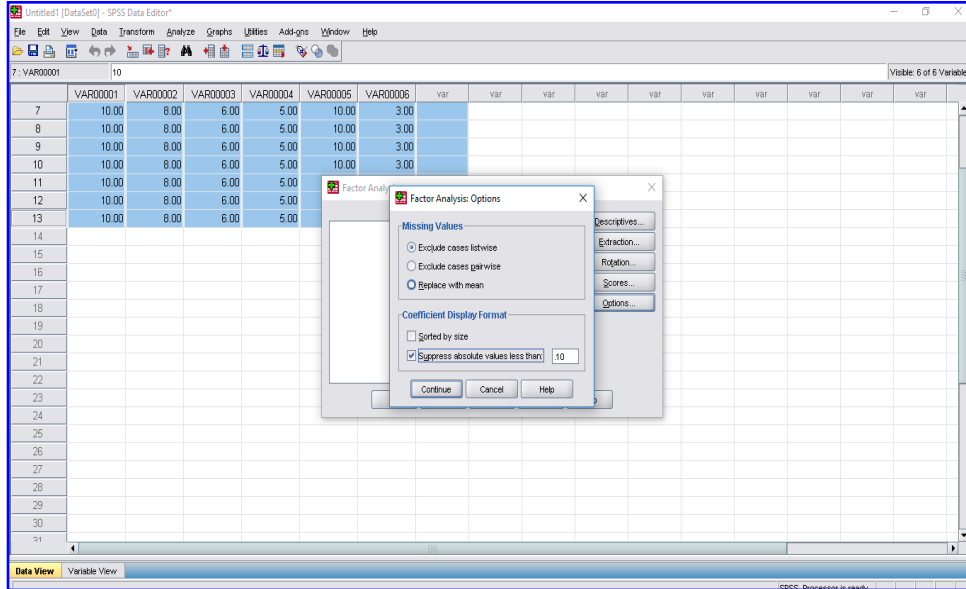 Untitled1 [DataSet0] - SPSS Data Editor*
File Edit View Data Transform Analyze Graphs Utilities Add-ons Window Help
7 : VAR00001 10 Visible: 6 of 6 Variable
VAR00001 VAR00002 VAR00003 VAR00004 VAR00005 VAR00006 var var var var var var var var var
7 10.00 8.00 6.00 5.00 10.00 3.00
8 10.00 8.00 6.00 5.00 10.00 3.00
9 10.00 8.00 6.00 5.00 10.00 3.00
10 10.00 8.00 6.00 5.00 10.00 3.00
11 10.00 8.00 6.00 5.00
12 10.00 8.00 6.00 5.00
13 10.00 8.00 6.00 5.00
14
15
16
17
18
19
20
21
22
23
24
25
26
27
28
29
30
31
Factor Analy
Descriptives...
Extraction...
Rotation...
Scores...
Options...
Factor Analysis: Options
Missing Values
Exclude cases listwise
Exclude cases pairwise
Replace with mean
Coefficient Display Format
Sorted by size
Suppress absolute values less than: .10
Continue Cancel Help
Data View Variable View
SPSS Processor is ready